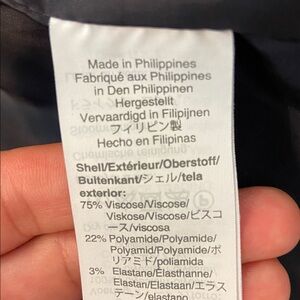 Made in Philippines
Fabriqué aux Philippines
in Den Philippinen
Hergestellt
Vervaardigd in Filipijnen
フィリピン製
Hecho en Filipinas
Shell/Extérieur/Oberstoff/
Buitenkant/シェル/tela
exterior:
75% Viscose/Viscose/
Viskose/Viscose/ビスコ
ース/viscosa
22% Polyamide/Polyamide/
Polyamid/Polyamide/ポ
リアミド/poliamida
3% Elastane/Élasthanne/
Elastan/Elastaan/エラス
テーン/elastano